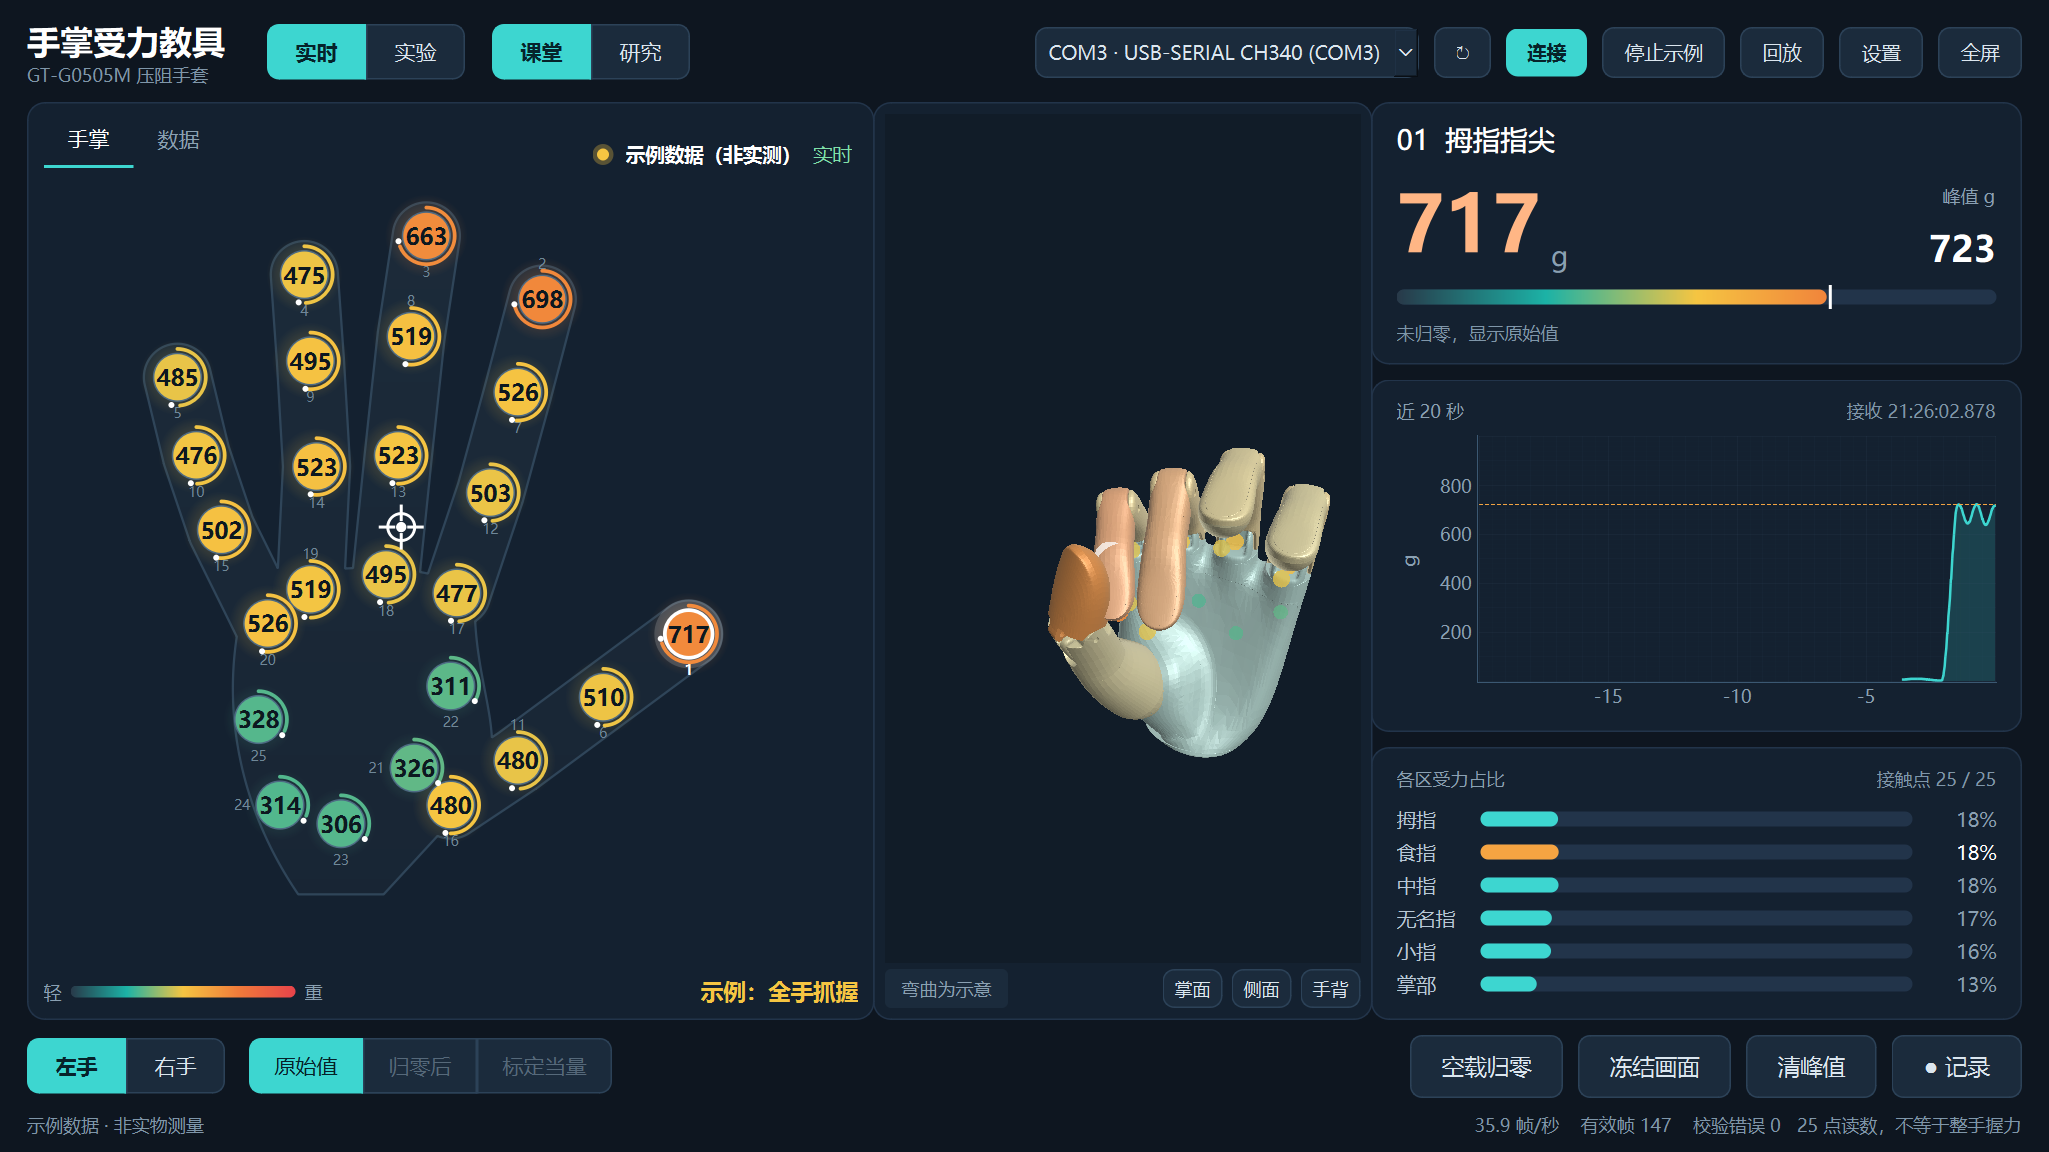 手掌受力教具
GT-G0505M 压阻手套
实时 实验
课堂 研究
COM3 · USB-SERIAL CH340 (COM3)
↻
连接
停止示例
回放
设置
全屏
手掌 数据
示例数据（非实测） 实时
663
3
475
4
2
698
8
519
495
9
485
5
526
7
476
10
523
14
523
13
503
12
502
15
19
519
495
18
477
17
526
20
717
1
311
22
510
6
328
25
11
480
21
326
24
314
306
23
480
16
轻 重
示例：全手抓握
弯曲为示意
掌面 侧面 手背
01 拇指指尖
717 g
峰值 g
723
未归零，显示原始值
近 20 秒
接收 21:26:02.878
800
600
400
200
g
-15 -10 -5
各区受力占比
接触点 25 / 25
拇指 18%
食指 18%
中指 18%
无名指 17%
小指 16%
掌部 13%
左手 右手
原始值 归零后 标定当量
空载归零
冻结画面
清峰值
● 记录
示例数据 · 非实物测量
35.9 帧/秒 有效帧 147 校验错误 0 25 点读数，不等于整手握力